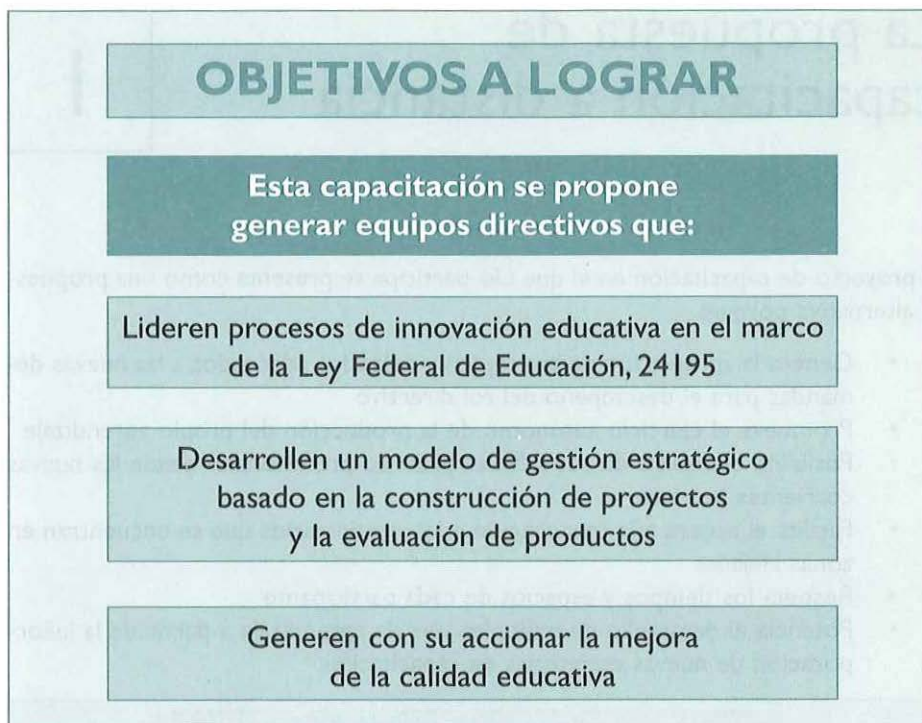 OBJETIVOS A LOGRAR
Esta capacitación se propone
generar equipos directivos que:
Lideren procesos de innovación educativa en el marco
de la Ley Federal de Educación, 24195
Desarrollen un modelo de gestión estratégico
basado en la construcción de proyectos
y la evaluación de productos
Generen con su accionar la mejora
de la calidad educativa